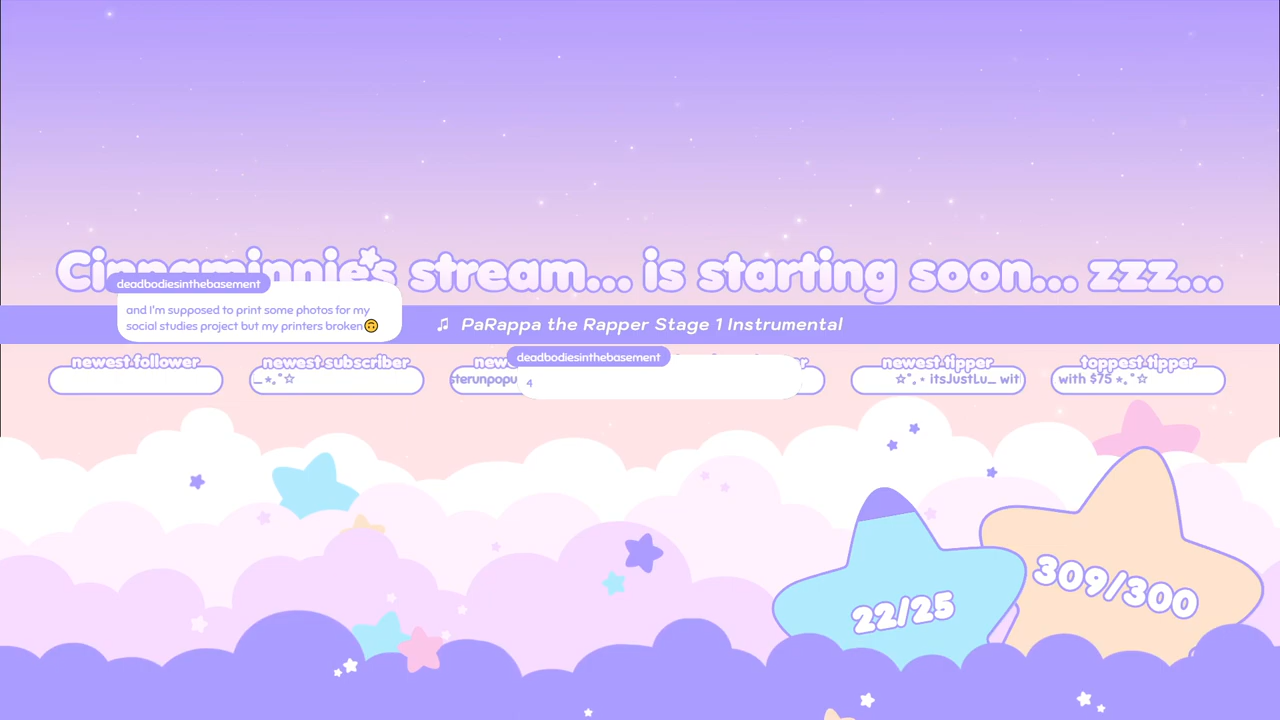 Cinnaminnie's stream... is starting soon... zzz...
deadbodiesinthebasement
and I'm supposed to print some photos for my
social studies project but my printers broken🙃
♫ PaRappa the Rapper Stage 1 Instrumental
newest follower
newest subscriber
_ ⋆｡˚☆
sterunpopu
deadbodiesinthebasement
4
newest tipper
☆˚｡⋆ itsJustLu_ wit
toppest tipper
with $75 ⋆｡˚☆
22/25
309/300